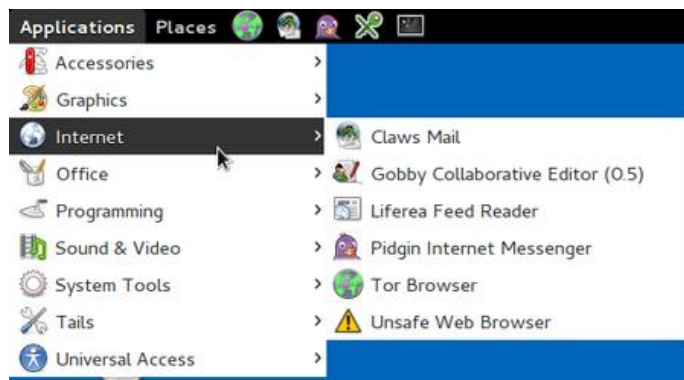 Applications Places
Accessories
Graphics
Internet
Office
Programming
Sound & Video
System Tools
Tails
Universal Access
Claws Mail
Gobby Collaborative Editor (0.5)
Liferea Feed Reader
Pidgin Internet Messenger
Tor Browser
Unsafe Web Browser